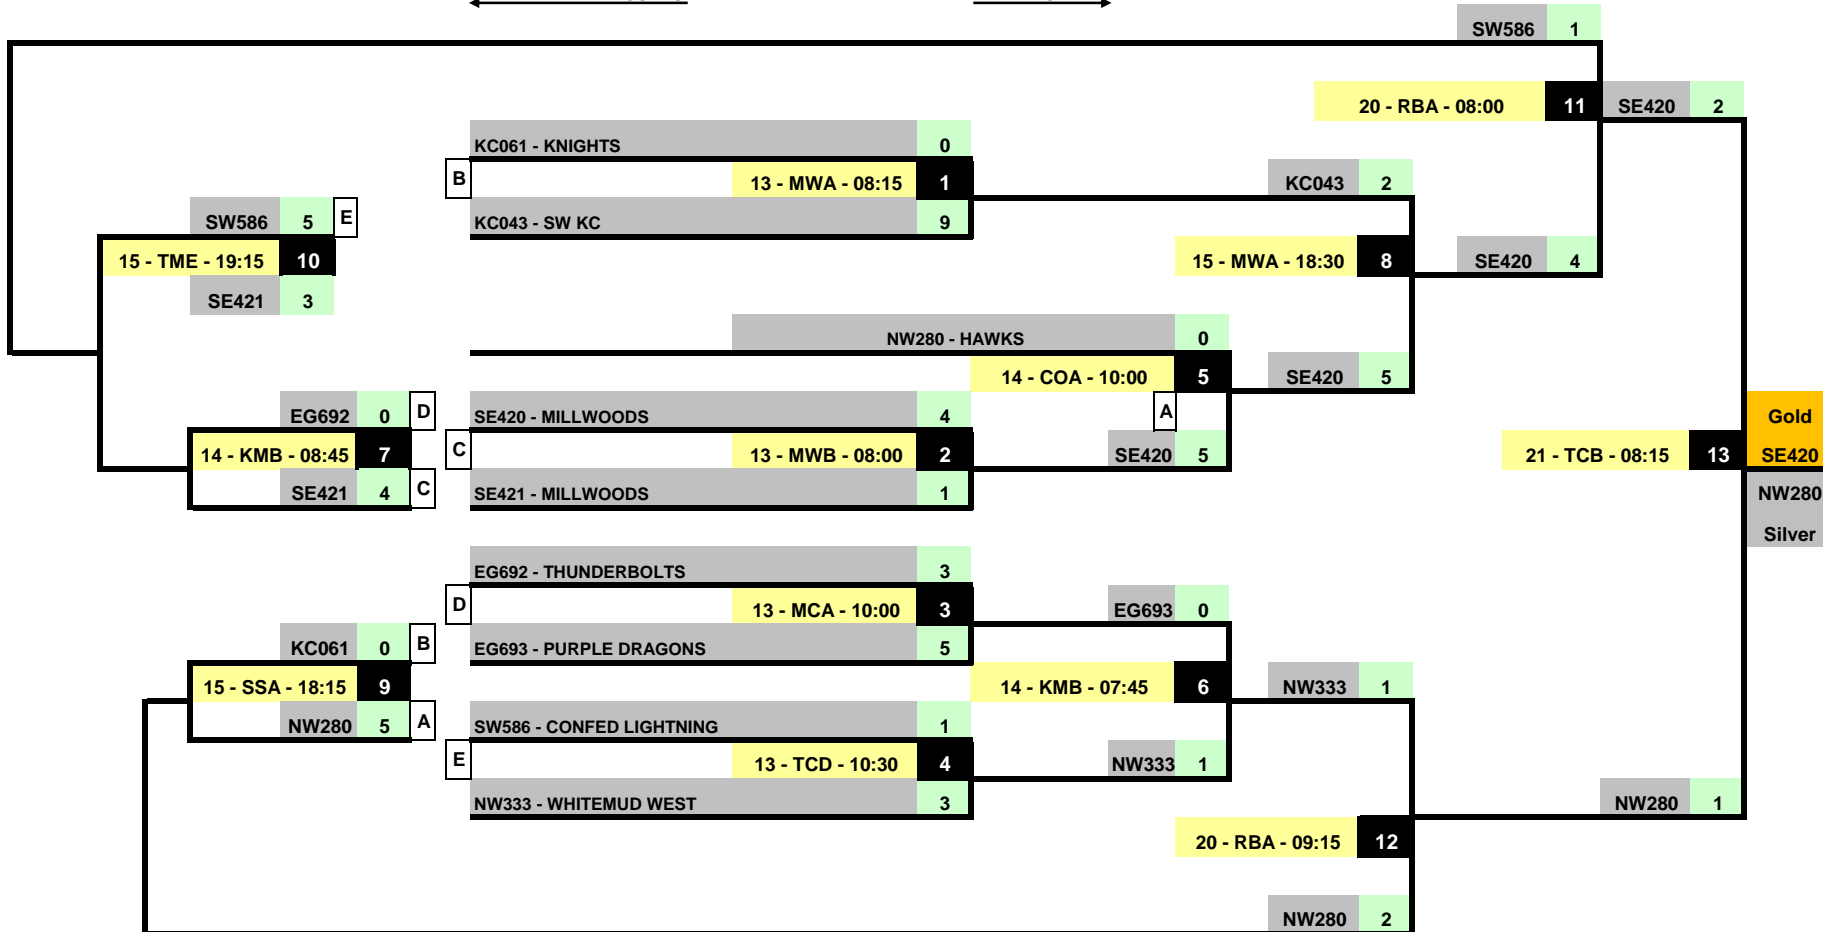 SW586 1
20 - RBA - 08:00 11 SE420 2
KC061 - KNIGHTS 0
B 13 - MWA - 08:15 1 KC043 2
SW586 5 E KC043 - SW KC 9
15 - TME - 19:15 10 15 - MWA - 18:30 8 SE420 4
SE421 3
NW280 - HAWKS 0
14 - COA - 10:00 5 SE420 5
EG692 0 D SE420 - MILLWOODS 4 A Gold
14 - KMB - 08:45 7 C 13 - MWB - 08:00 2 SE420 5 21 - TCB - 08:15 13 SE420
SE421 4 C SE421 - MILLWOODS 1 NW280
Silver
EG692 - THUNDERBOLTS 3
D 13 - MCA - 10:00 3 EG693 0
KC061 0 B EG693 - PURPLE DRAGONS 5
15 - SSA - 18:15 9 14 - KMB - 07:45 6 NW333 1
NW280 5 A SW586 - CONFED LIGHTNING 1
E 13 - TCD - 10:30 4 NW333 1
NW333 - WHITEMUD WEST 3 NW280 1
20 - RBA - 09:15 12
NW280 2